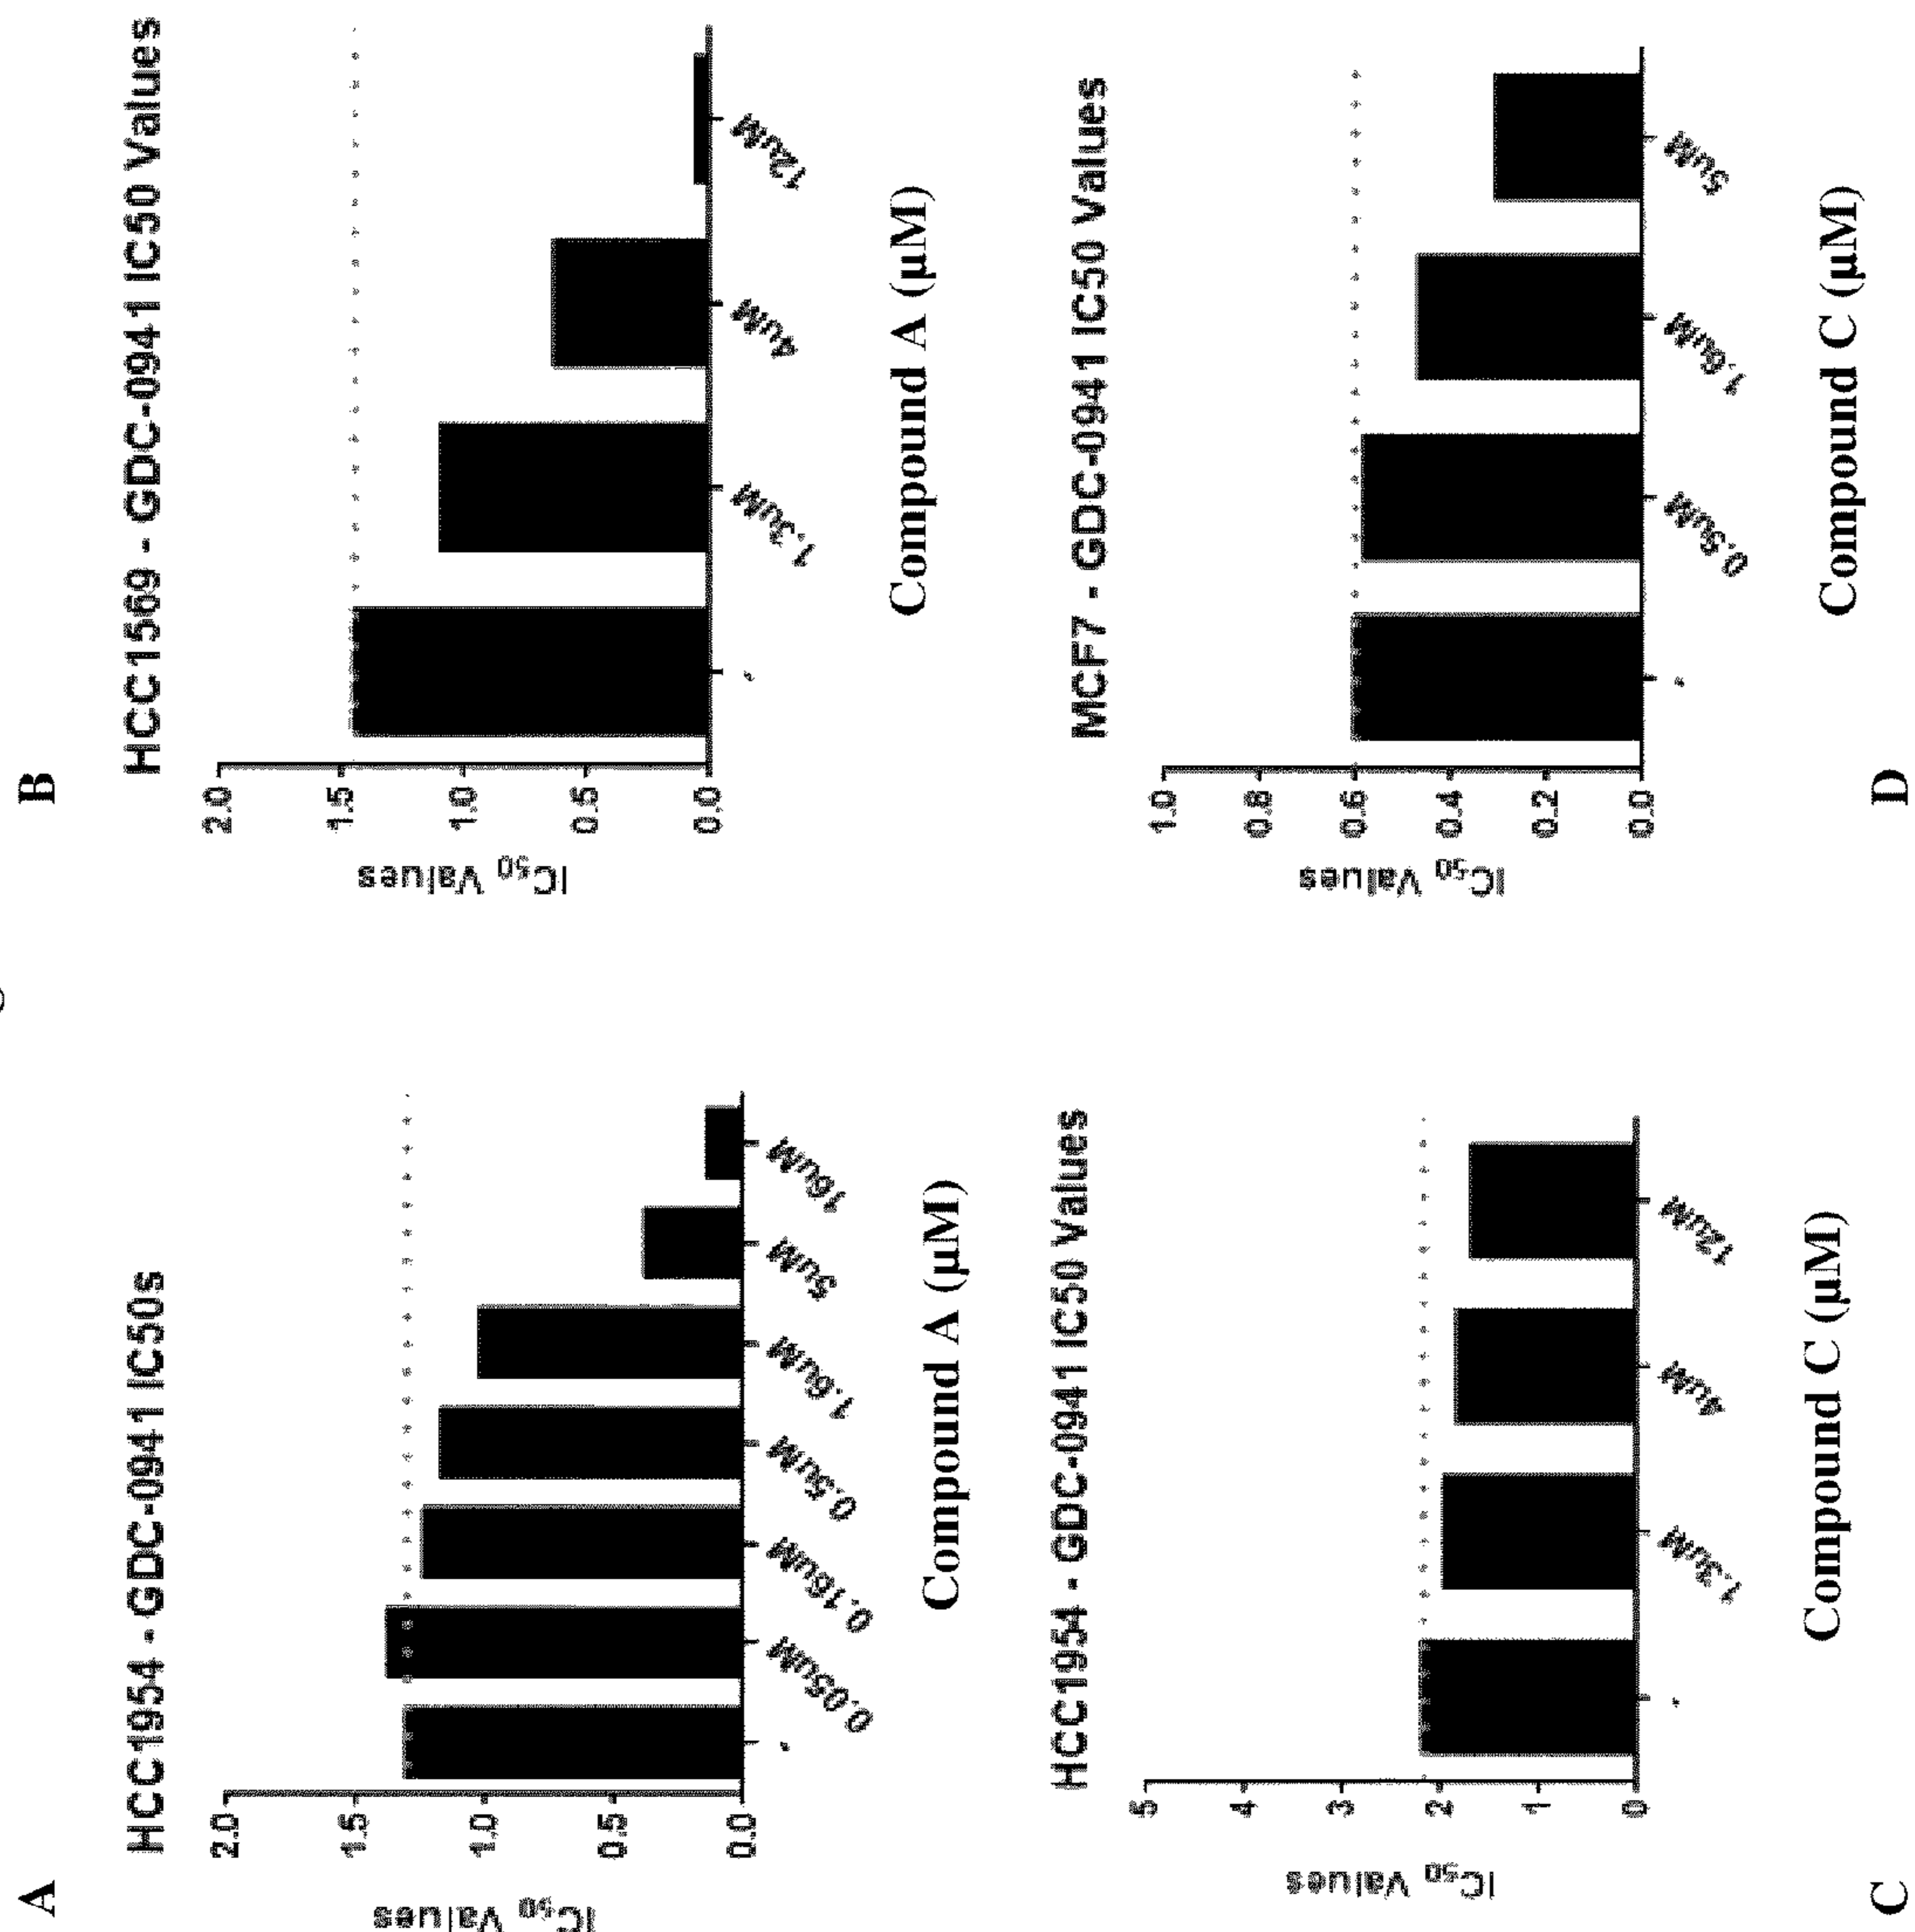 A
HCC1954 - GDC-0941 IC50s
IC50 Values
2.0
1.5
1.0
0.5
0.0
-
0.05uM
0.16uM
0.5uM
1.6uM
5uM
16uM
Compound A (μM)
B
HCC1569 - GDC-0941 IC50 Values
IC50 Values
2.0
1.5
1.0
0.5
0.0
-
1.3uM
4uM
12uM
Compound A (μM)
C
HCC1954 - GDC-0941 IC50 Values
IC50 Values
5
4
3
2
1
0
-
1.3uM
4uM
12uM
Compound C (μM)
D
MCF7 - GDC-0941 IC50 Values
IC50 Values
1.0
0.8
0.6
0.4
0.2
0.0
-
0.5uM
1.6uM
5uM
Compound C (μM)